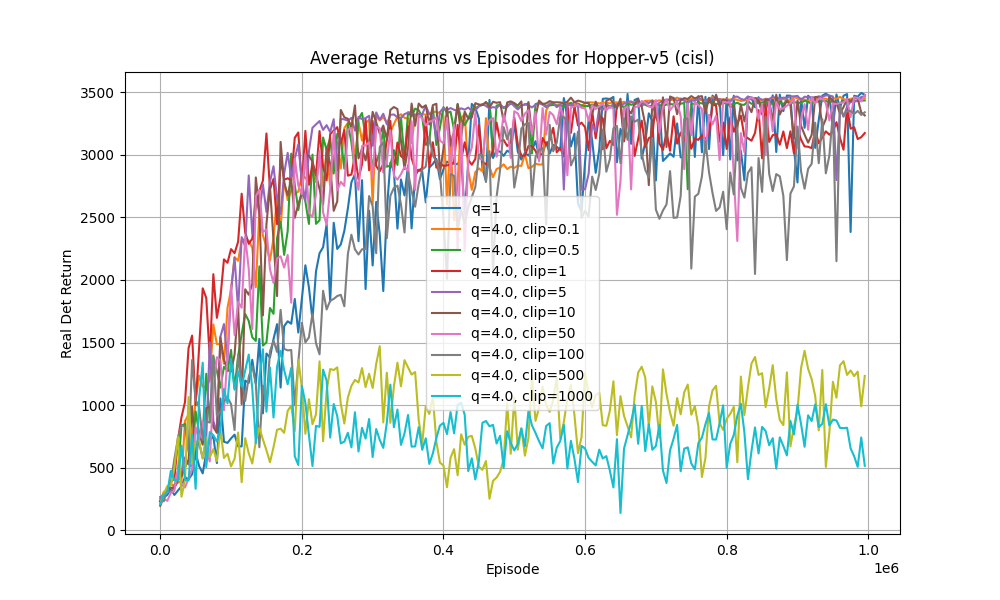 Average Returns vs Episodes for Hopper-v5 (cisl)
Real Det Return
3500
3000
2500
2000
1500
1000
500
0
q=1
q=4.0, clip=0.1
q=4.0, clip=0.5
q=4.0, clip=1
q=4.0, clip=5
q=4.0, clip=10
q=4.0, clip=50
q=4.0, clip=100
q=4.0, clip=500
q=4.0, clip=1000
0.0 0.2 0.4 0.6 0.8 1.0
1e6
Episode